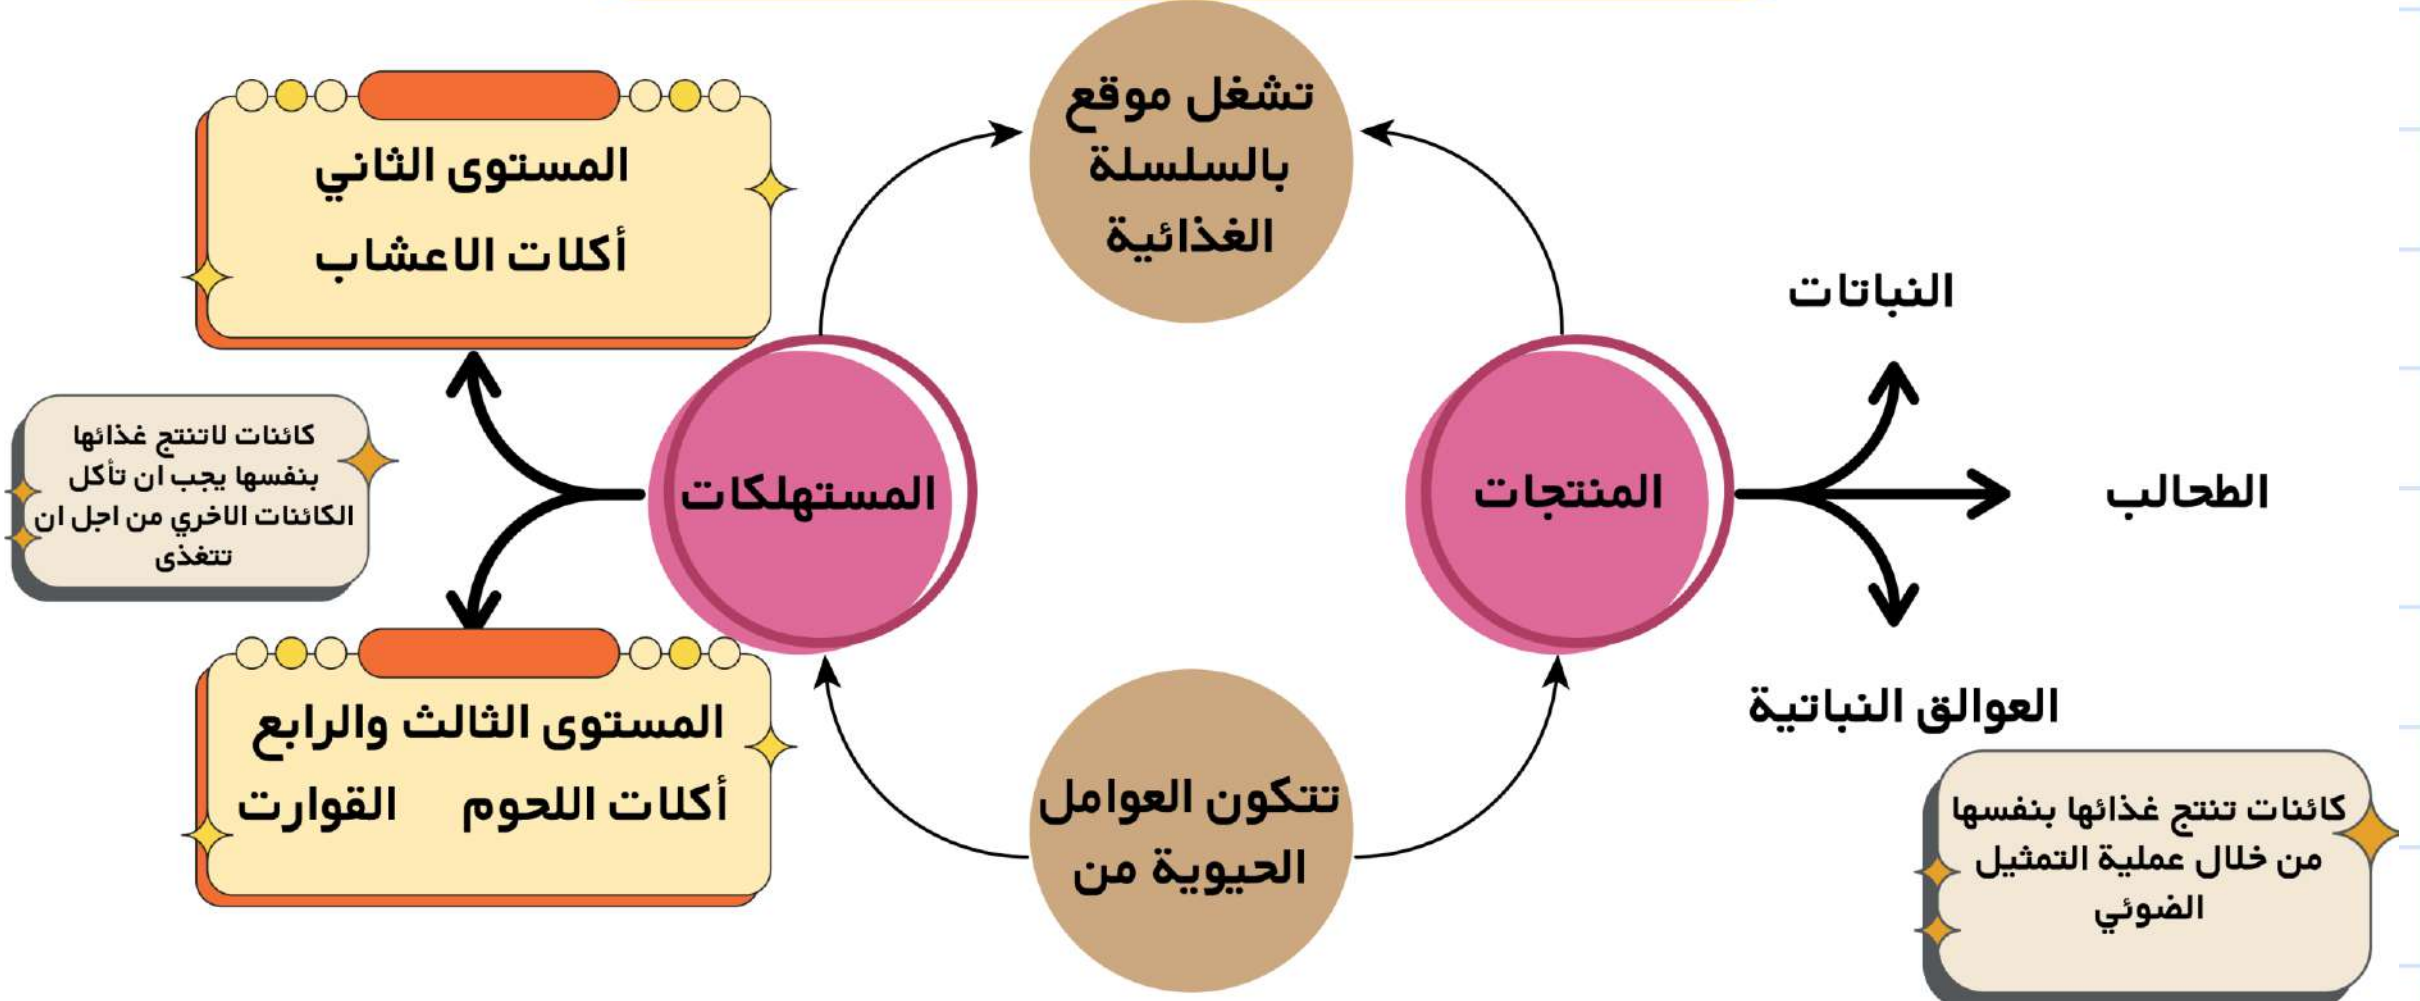 تشغل موقع
بالسلسلة
الغذائية
النباتات
المنتجات
الطحالب
العوالق النباتية
كائنات تنتج غذائها بنفسها
من خلال عملية التمثيل
الضوئي
المستوى الثاني
أكلات الاعشاب
المستهلكات
كائنات لاتنتج غذائها
بنفسها يجب ان تأكل
الكائنات الاخري من اجل ان
تتغذى
المستوى الثالث والرابع
أكلات اللحوم القوارت
تتكون العوامل
الحيوية من